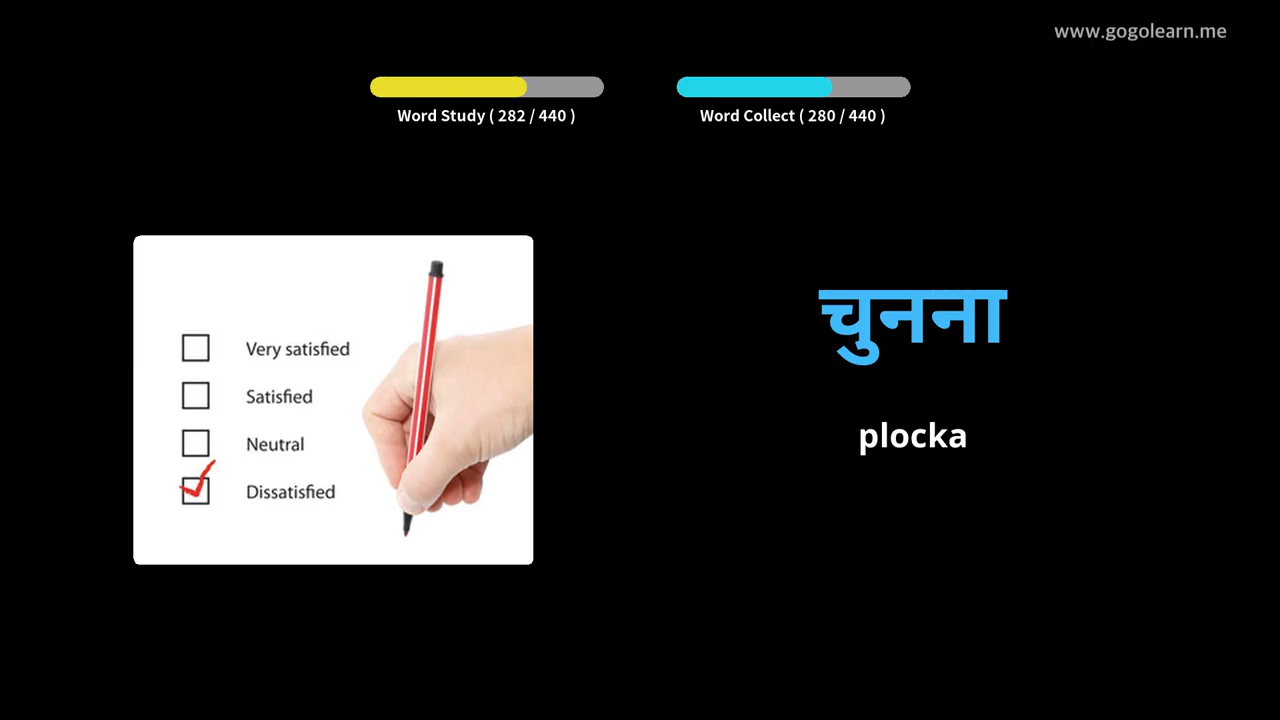 www.gogolearn.me
Word Study ( 282 / 440 )
Word Collect ( 280 / 440 )
Very satisfied
Satisfied
Neutral
Dissatisfied
चुनना
plocka